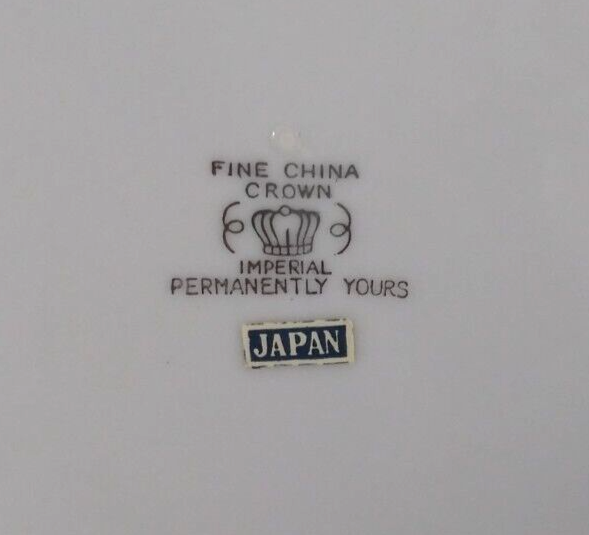 FINE CHINA
CROWN
IMPERIAL
PERMANENTLY YOURS
JAPAN